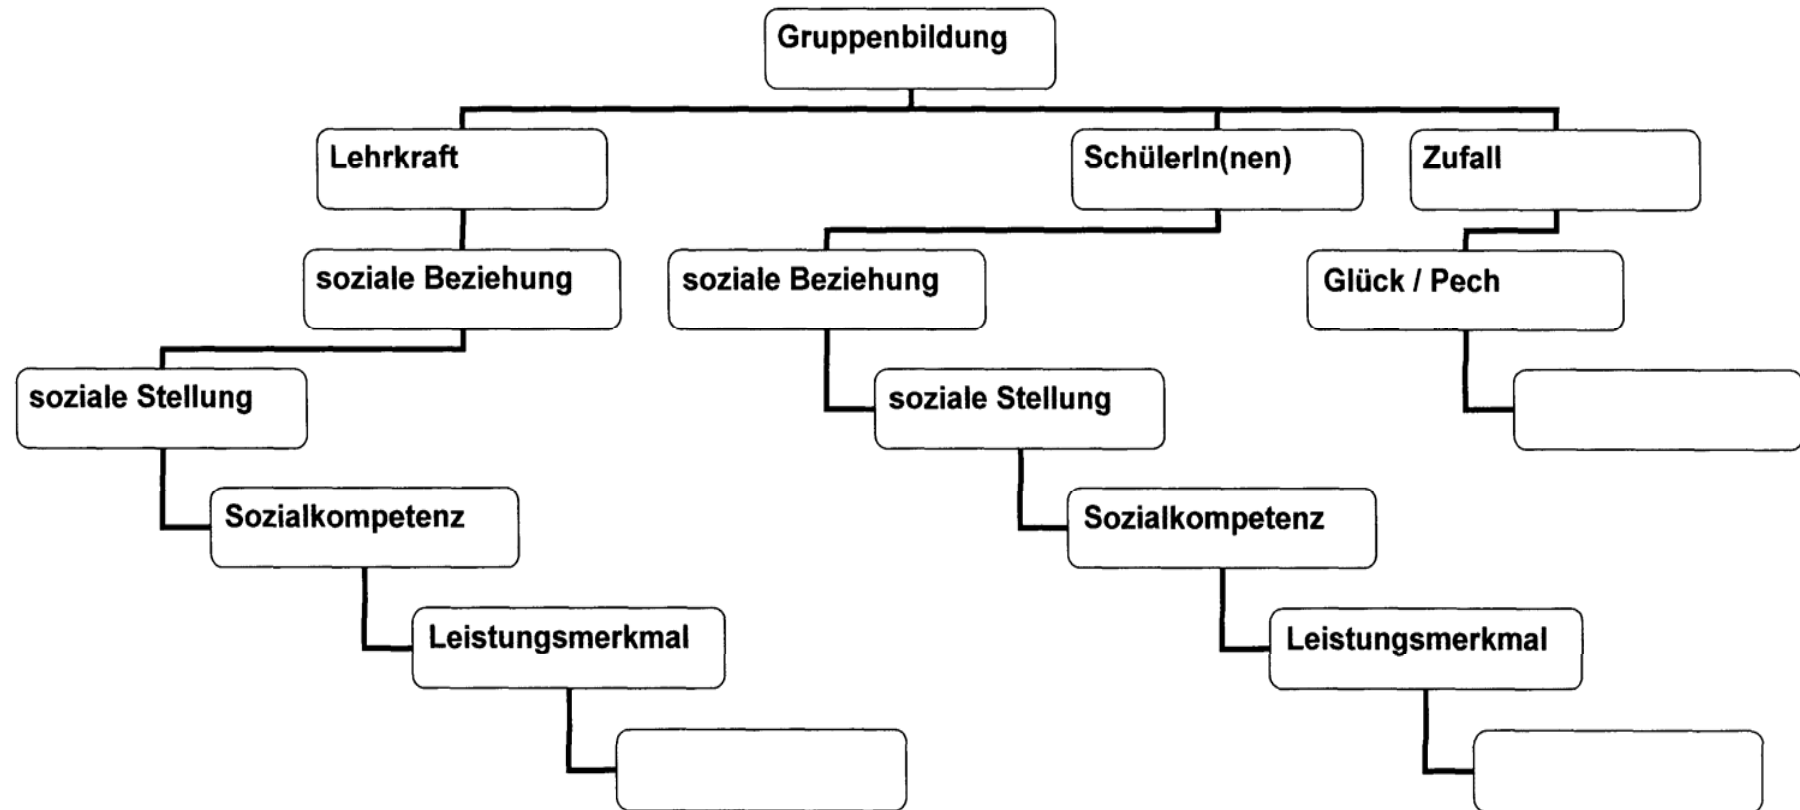 Gruppenbildung
Lehrkraft
SchülerIn(nen)
Zufall
soziale Beziehung
soziale Beziehung
Glück / Pech
soziale Stellung
soziale Stellung
Sozialkompetenz
Sozialkompetenz
Leistungsmerkmal
Leistungsmerkmal